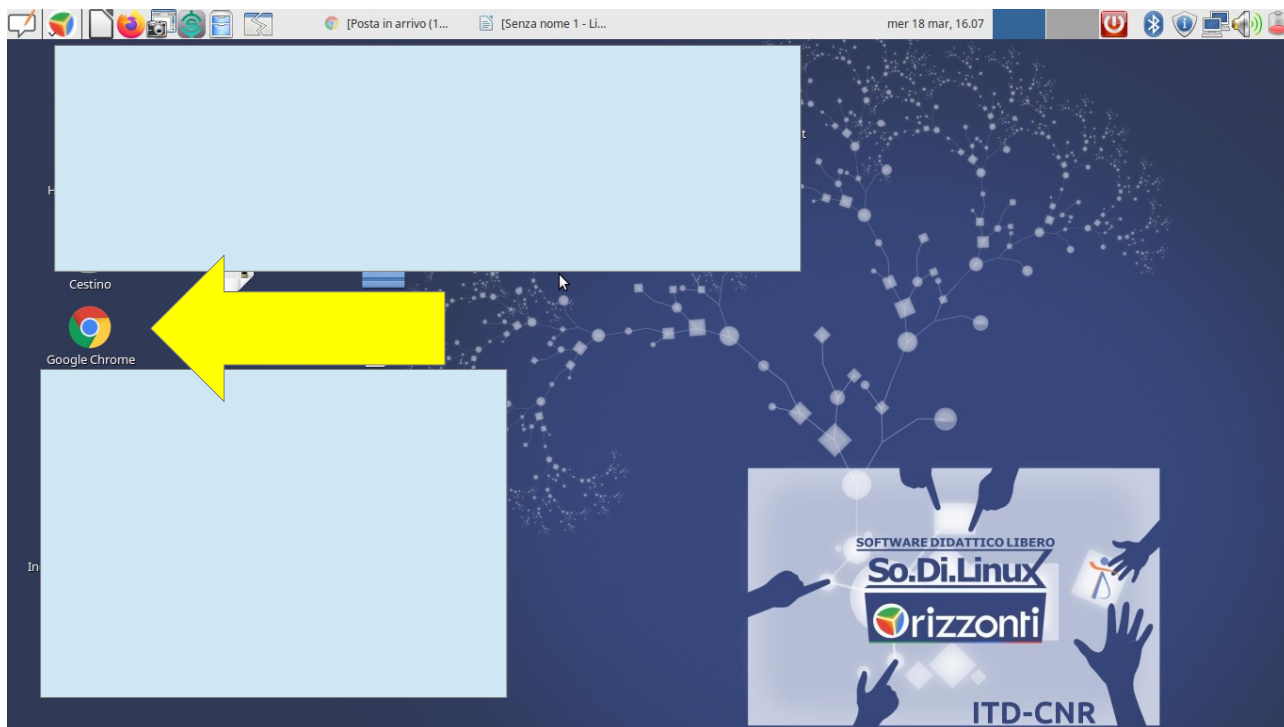 [Posta in arrivo (1...
[Senza nome 1 - Li...
mer 18 mar, 16.07
t
H
Cestino
Google Chrome
In
SOFTWARE DIDATTICO LIBERO
So.Di.Linux
Orizzonti
ITD-CNR